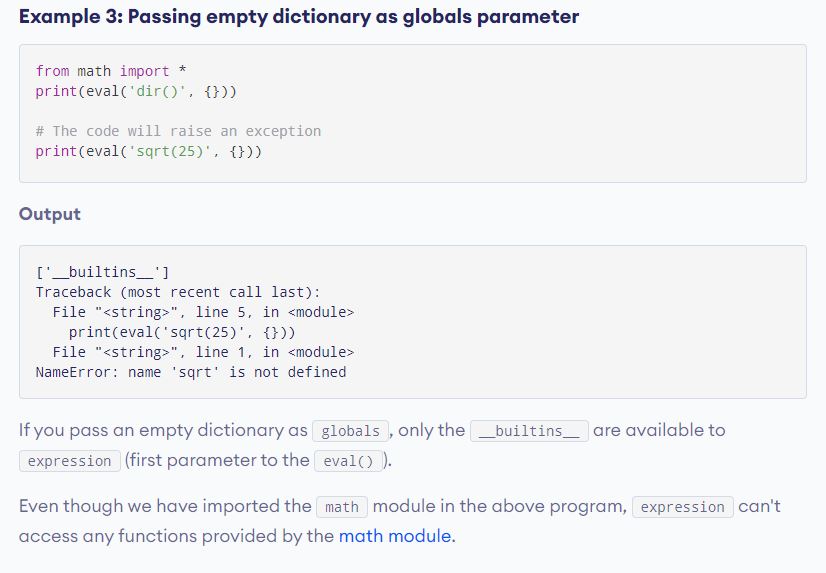 Example 3: Passing empty dictionary as globals parameter
from math import *
print(eval('dir()', {}))
# The code will raise an exception
print(eval('sqrt(25)', {}))
Output
['__builtins__']
Traceback (most recent call last):
  File "<string>", line 5, in <module>
    print(eval('sqrt(25)', {}))
  File "<string>", line 1, in <module>
NameError: name 'sqrt' is not defined
If you pass an empty dictionary as globals , only the __builtins__ are available to
expression (first parameter to the eval() ).
Even though we have imported the math module in the above program, expression can't
access any functions provided by the math module.